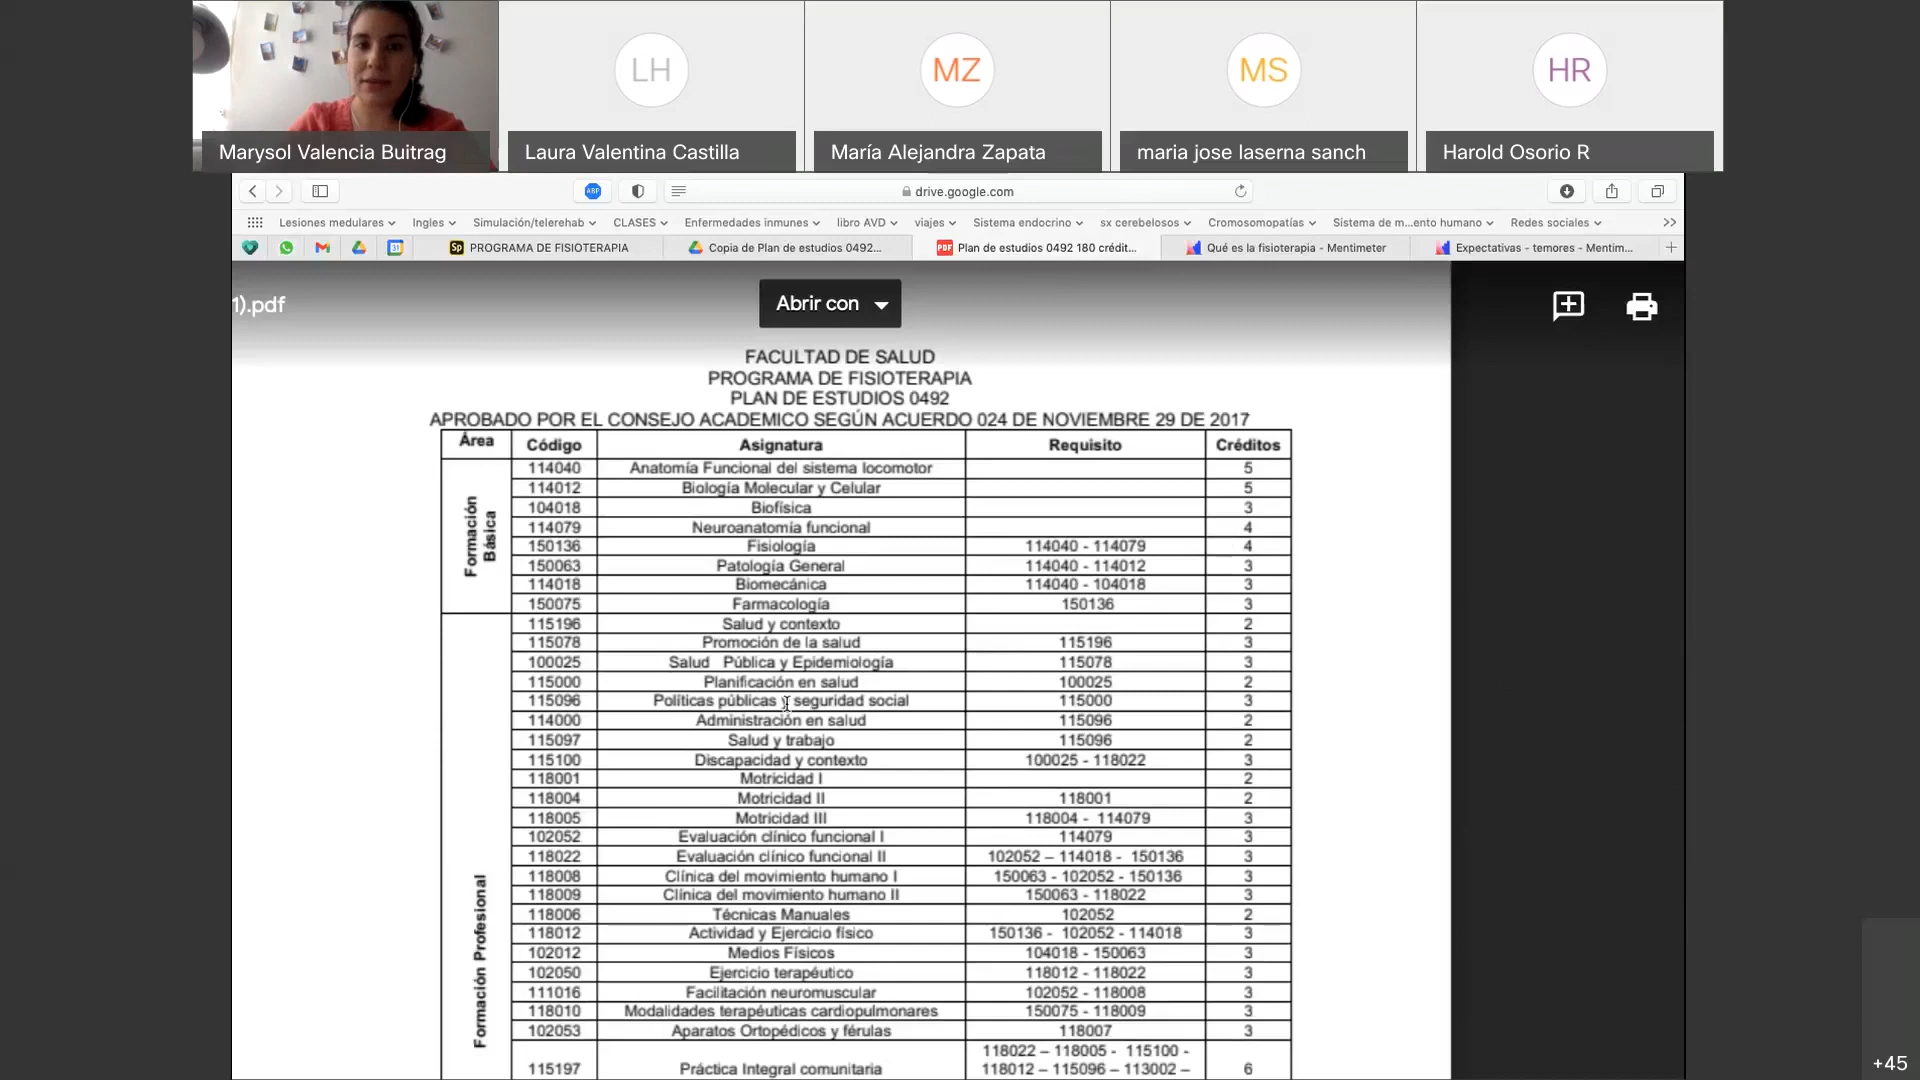 LH
MZ
MS
HR
Marysol Valencia Buitrag
Laura Valentina Castilla
María Alejandra Zapata
maria jose laserna sanch
Harold Osorio R
ABP
drive.google.com
Lesiones medulares
Ingles
Simulación/telerehab
CLASES
Enfermedades inmunes
libro AVD
viajes
Sistema endocrino
sx cerebelosos
Cromosomopatías
Sistema de m...ento humano
Redes sociales
31
Sp PROGRAMA DE FISIOTERAPIA
Copia de Plan de estudios 0492...
PDF Plan de estudios 0492 180 crédit...
Qué es la fisioterapia - Mentimeter
Expectativas - temores - Mentim...
1).pdf
Abrir con
FACULTAD DE SALUD
PROGRAMA DE FISIOTERAPIA
PLAN DE ESTUDIOS 0492
APROBADO POR EL CONSEJO ACADEMICO SEGÚN ACUERDO 024 DE NOVIEMBRE 29 DE 2017
Área Código Asignatura Requisito Créditos
Formación Básica
114040 Anatomía Funcional del sistema locomotor 5
114012 Biología Molecular y Celular 5
104018 Biofísica 3
114079 Neuroanatomía funcional 4
150136 Fisiología 114040 - 114079 4
150063 Patología General 114040 - 114012 3
114018 Biomecánica 114040 - 104018 3
150075 Farmacología 150136 3
Formación Profesional
115196 Salud y contexto 2
115078 Promoción de la salud 115196 3
100025 Salud Pública y Epidemiología 115078 3
115000 Planificación en salud 100025 2
115096 Políticas públicas y seguridad social 115000 3
114000 Administración en salud 115096 2
115097 Salud y trabajo 115096 2
115100 Discapacidad y contexto 100025 - 118022 3
118001 Motricidad I 2
118004 Motricidad II 118001 2
118005 Motricidad III 118004 - 114079 3
102052 Evaluación clínico funcional I 114079 3
118022 Evaluación clínico funcional II 102052 – 114018 - 150136 3
118008 Clínica del movimiento humano I 150063 - 102052 - 150136 3
118009 Clínica del movimiento humano II 150063 - 118022 3
118006 Técnicas Manuales 102052 2
118012 Actividad y Ejercicio físico 150136 - 102052 - 114018 3
102012 Medios Físicos 104018 - 150063 3
102050 Ejercicio terapéutico 118012 - 118022 3
111016 Facilitación neuromuscular 102052 - 118008 3
118010 Modalidades terapéuticas cardiopulmonares 150075 - 118009 3
102053 Aparatos Ortopédicos y férulas 118007 3
118022 – 118005 - 115100 -
115197 Práctica Integral comunitaria 118012 – 115096 – 113002 – 6
+45